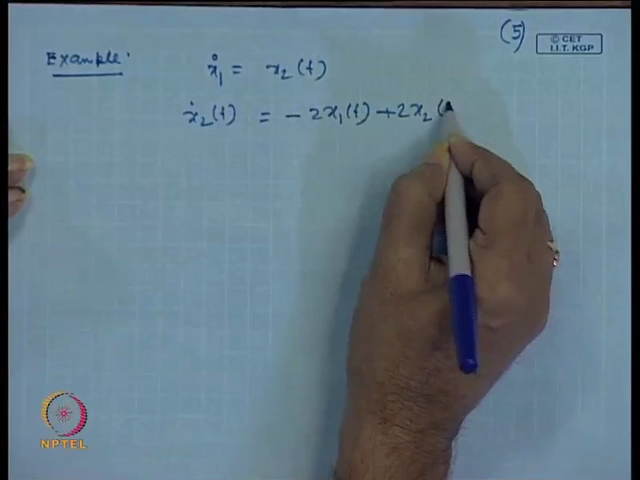 (5)
© CET
I.I.T. KGP
Example:
ẋ₁ = x₂(t)
ẋ₂(t) = - 2x₁(t) + 2x₂(
NPTEL